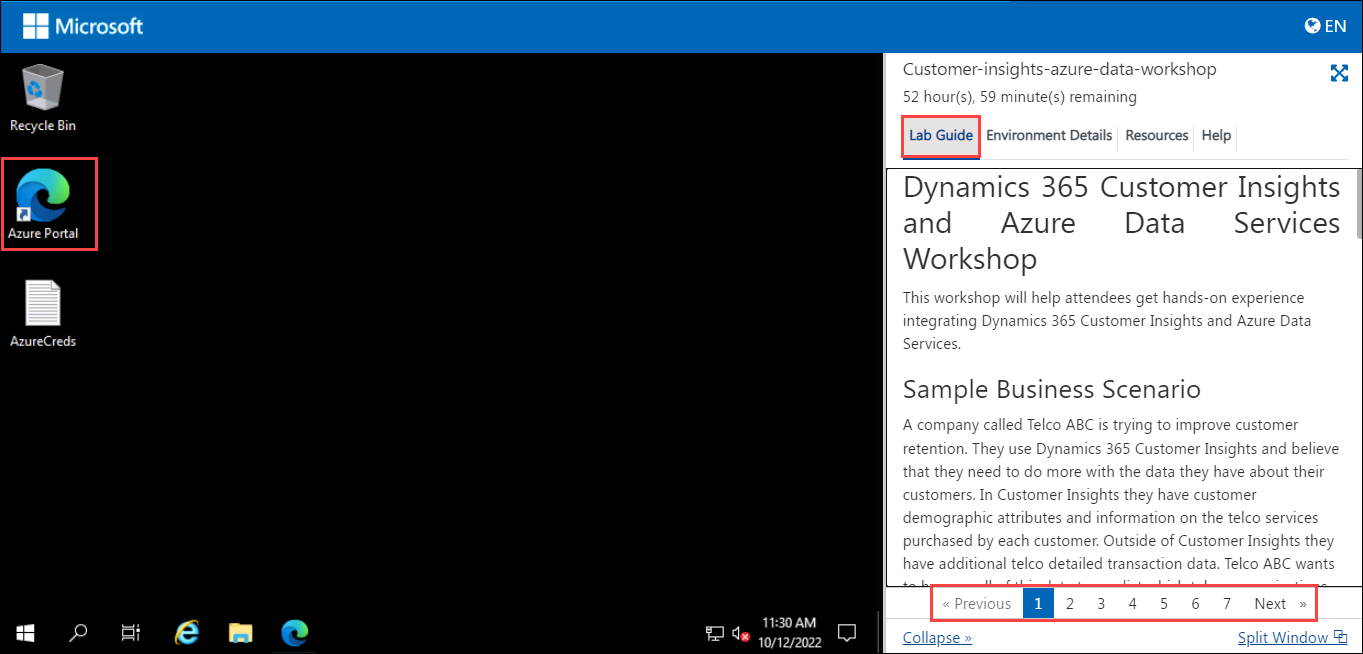 Microsoft
EN
Recycle Bin
Azure Portal
AzureCreds
11:30 AM
10/12/2022
Customer-insights-azure-data-workshop
52 hour(s), 59 minute(s) remaining
Lab Guide Environment Details Resources Help
Dynamics 365 Customer Insights
and Azure Data Services
Workshop
This workshop will help attendees get hands-on experience
integrating Dynamics 365 Customer Insights and Azure Data
Services.
Sample Business Scenario
A company called Telco ABC is trying to improve customer
retention. They use Dynamics 365 Customer Insights and believe
that they need to do more with the data they have about their
customers. In Customer Insights they have customer
demographic attributes and information on the telco services
purchased by each customer. Outside of Customer Insights they
have additional telco detailed transaction data. Telco ABC wants
« Previous 1 2 3 4 5 6 7 Next »
Collapse »
Split Window